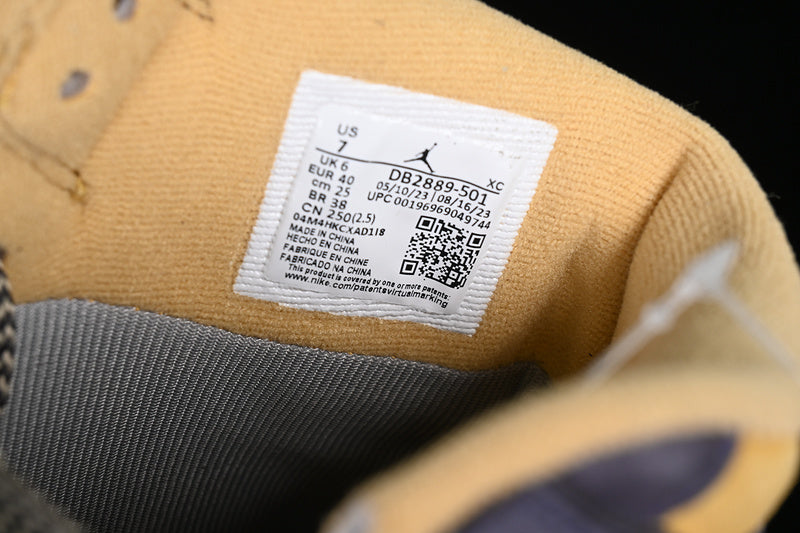 US
7
UK 6
EUR 40
cm 25
BR 38
CN 250(2.5)
XC
DB2889-501
05/10/23 | 08/16/23
UPC 00196969049744
04M4HKCXAD1I8
MADE IN CHINA
HECHO EN CHINA
FABRIQUE EN CHINE
FABRICADO NA CHINA
This product is covered by one or more patents:
www.nike.com/patentsvirtualmarking